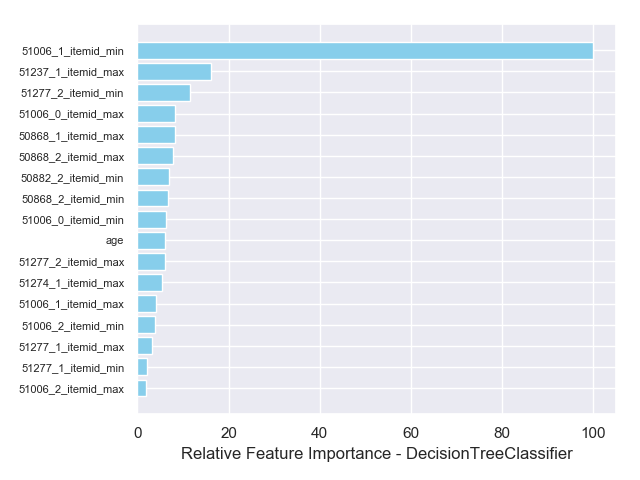 51006_1_itemid_min
51237_1_itemid_max
51277_2_itemid_min
51006_0_itemid_max
50868_1_itemid_max
50868_2_itemid_max
50882_2_itemid_min
50868_2_itemid_min
51006_0_itemid_min
age
51277_2_itemid_max
51274_1_itemid_max
51006_1_itemid_max
51006_2_itemid_min
51277_1_itemid_max
51277_1_itemid_min
51006_2_itemid_max
0 20 40 60 80 100
Relative Feature Importance - DecisionTreeClassifier